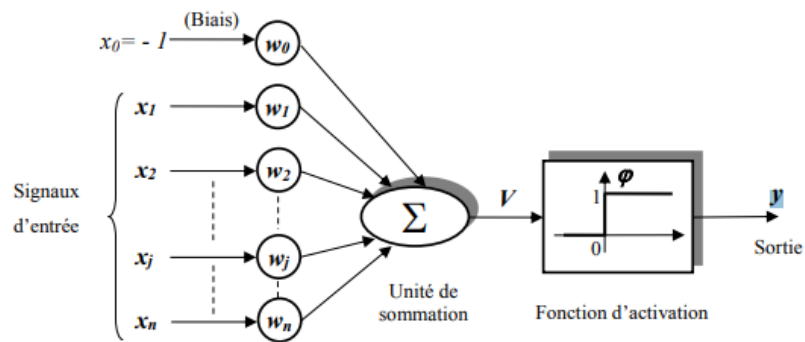 (Biais)
x0 = - 1
w0
x1
w1
x2
w2
Signaux
d'entrée
xj
wj
xn
wn
Σ
Unité de
sommation
V
φ
1
0
Fonction d'activation
y
Sortie